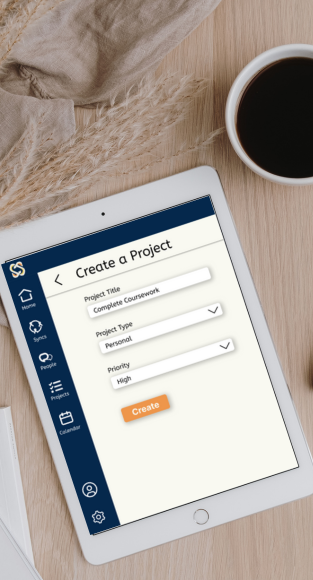 Create a Project
Home
Syncs
People
Projects
Calendar
Project Title
Complete Coursework
Project Type
Personal
Priority
High
Create